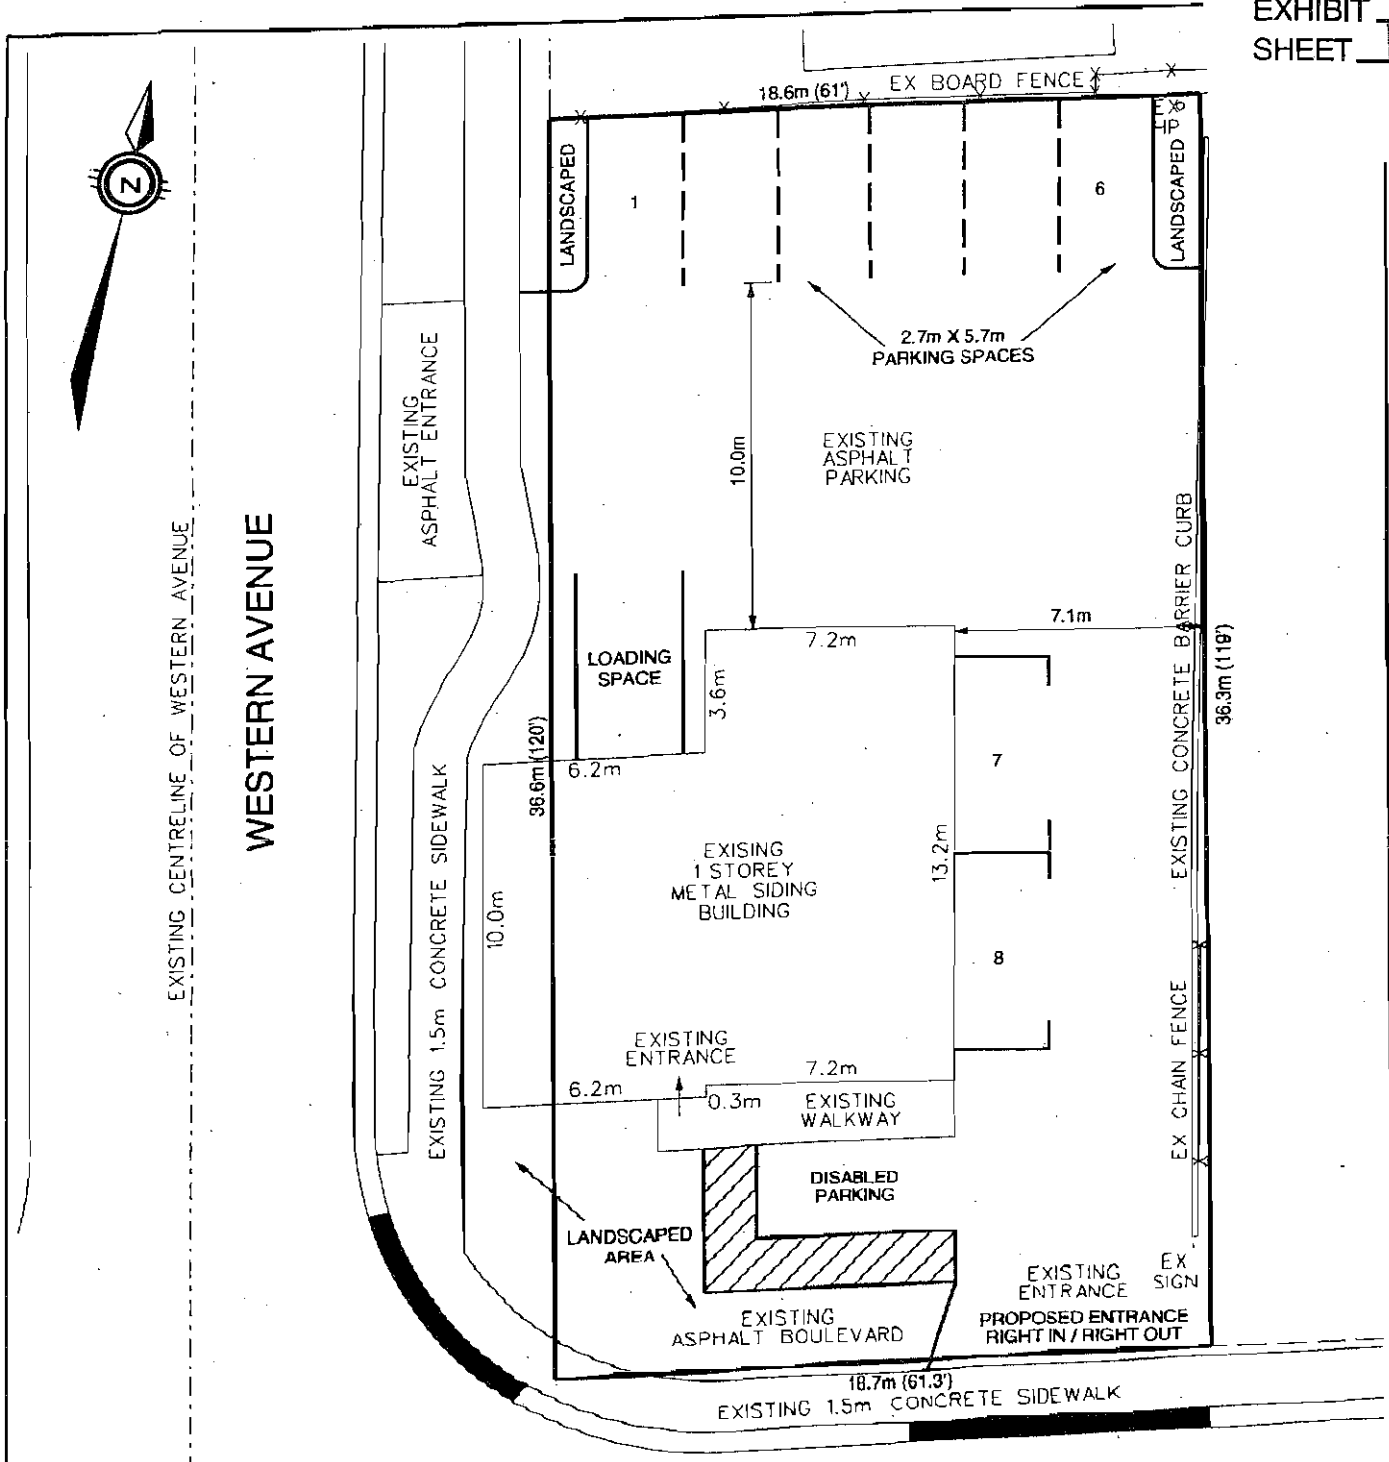 EXHIBIT
SHEET
EX BOARD FENCE
18.6m (61')
HP
LANDSCAPED
1
6
LANDSCAPED
N
2.7m X 5.7m
PARKING SPACES
EXISTING
ASPHALT ENTRANCE
10.0m
EXISTING
ASPHALT
PARKING
EXISTING CENTRELINE OF WESTERN AVENUE
WESTERN AVENUE
EXISTING CONCRETE BARRIER CURB
7.1m
7.2m
LOADING
SPACE
3.6m
36.3m (119')
36.6m (120')
6.2m
7
EXISTING 1.5m CONCRETE SIDEWALK
10.0m
EXISING
1 STOREY
METAL SIDING
BUILDING
13.2m
8
EX CHAIN FENCE
EXISTING
ENTRANCE
6.2m
7.2m
0.3m
EXISTING
WALKWAY
DISABLED
PARKING
LANDSCAPED
AREA
EXISTING
ENTRANCE
EX
SIGN
EXISTING
ASPHALT BOULEVARD
PROPOSED ENTRANCE
RIGHT IN / RIGHT OUT
18.7m (61.3')
EXISTING 1.5m CONCRETE SIDEWALK